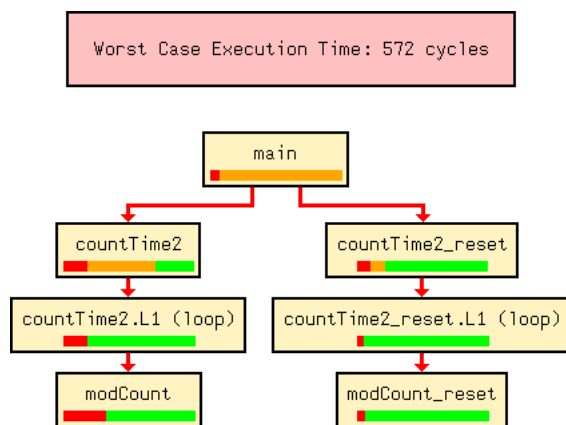 Worst Case Execution Time: 572 cycles
main
countTime2
countTime2_reset
countTime2.L1 (loop)
countTime2_reset.L1 (loop)
modCount
modCount_reset